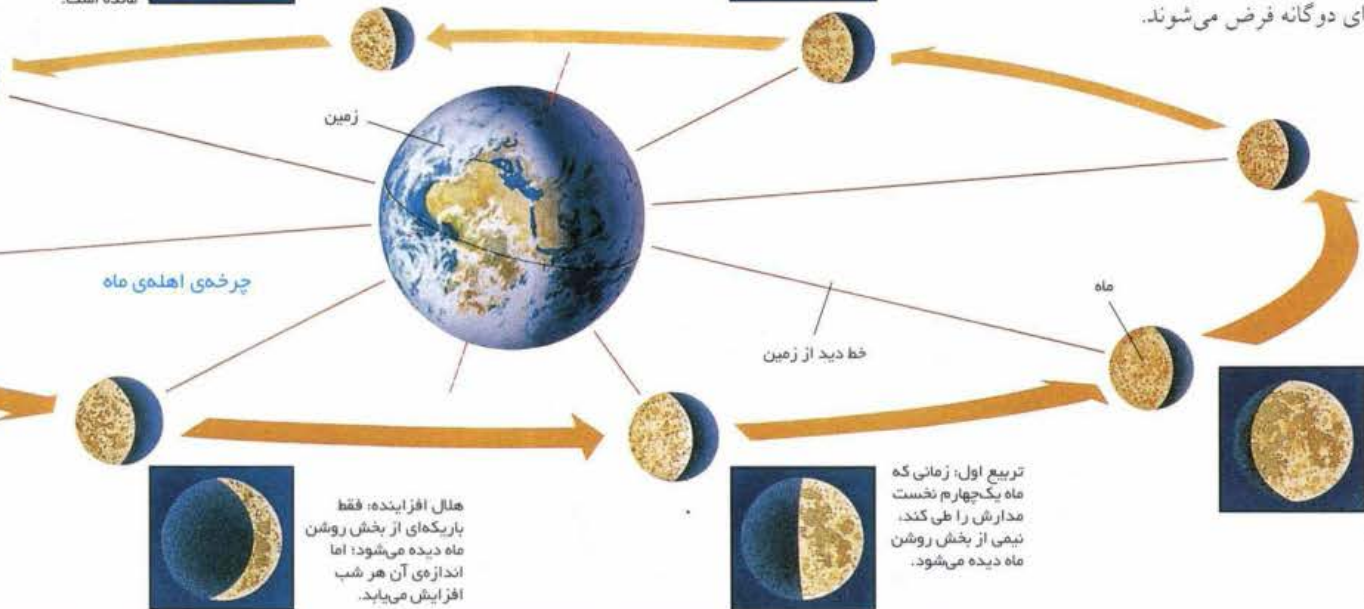 مانده است.
ای دوگانه فرض می‌شوند.
زمین
چرخه‌ی اهله‌ی ماه
ماه
خط دید از زمین
تربیع اول: زمانی که
ماه یک‌چهارم نخست
مدارش را طی کند،
نیمی از بخش روشن
ماه دیده می‌شود.
هلال افزاینده: فقط
باریکه‌ای از بخش روشن
ماه دیده می‌شود؛ اما
اندازه‌ی آن هر شب
افزایش می‌یابد.